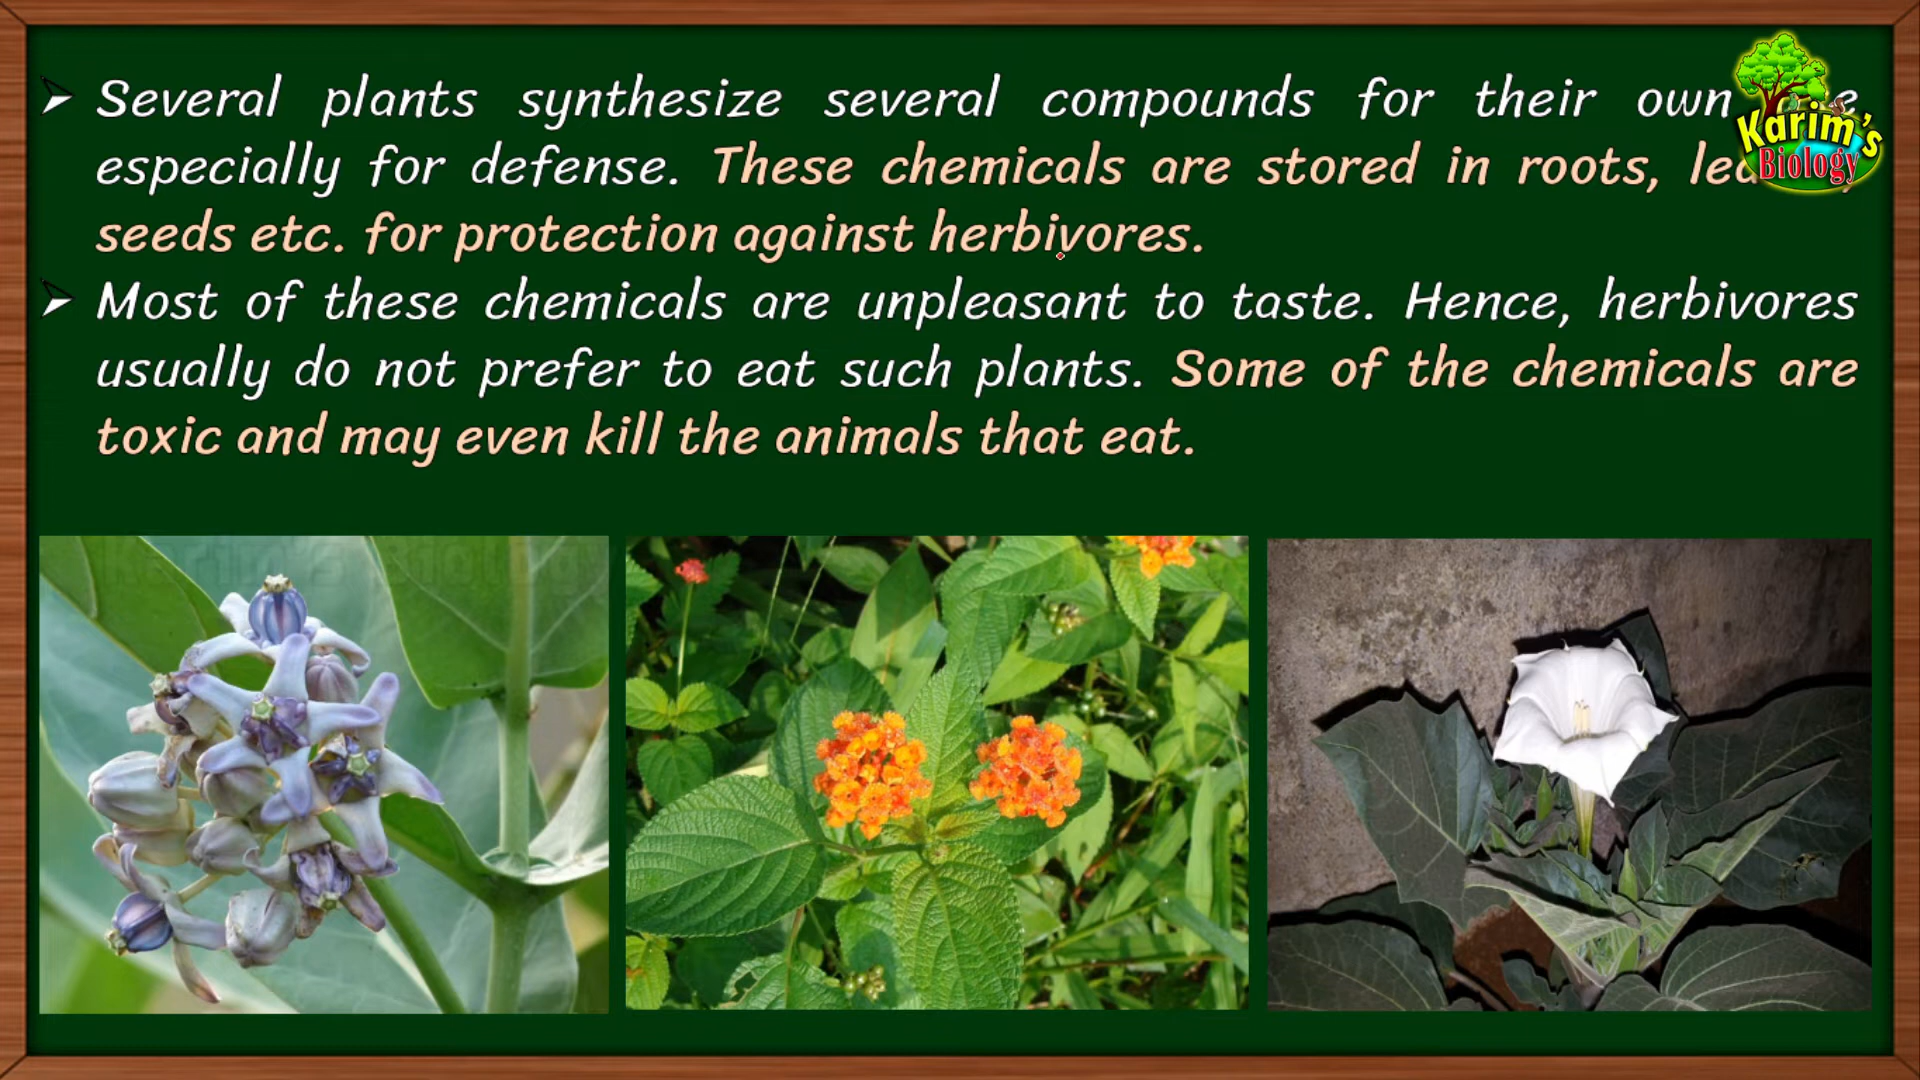 Several plants synthesize several compounds for their own
especially for defense. These chemicals are stored in roots,
seeds etc. for protection against herbivores.
Most of these chemicals are unpleasant to taste. Hence, herbivores
usually do not prefer to eat such plants. Some of the chemicals are
toxic and may even kill the animals that eat.
Karim's
Biology
Karim's Biology